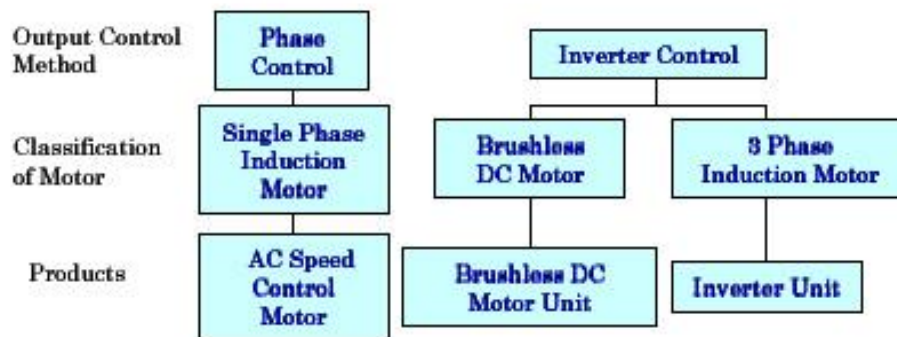 Output Control
Method
Phase
Control
Inverter Control
Classification
of Motor
Single Phase
Induction
Motor
Brushless
DC Motor
3 Phase
Induction Motor
Products
AC Speed
Control
Motor
Brushless DC
Motor Unit
Inverter Unit